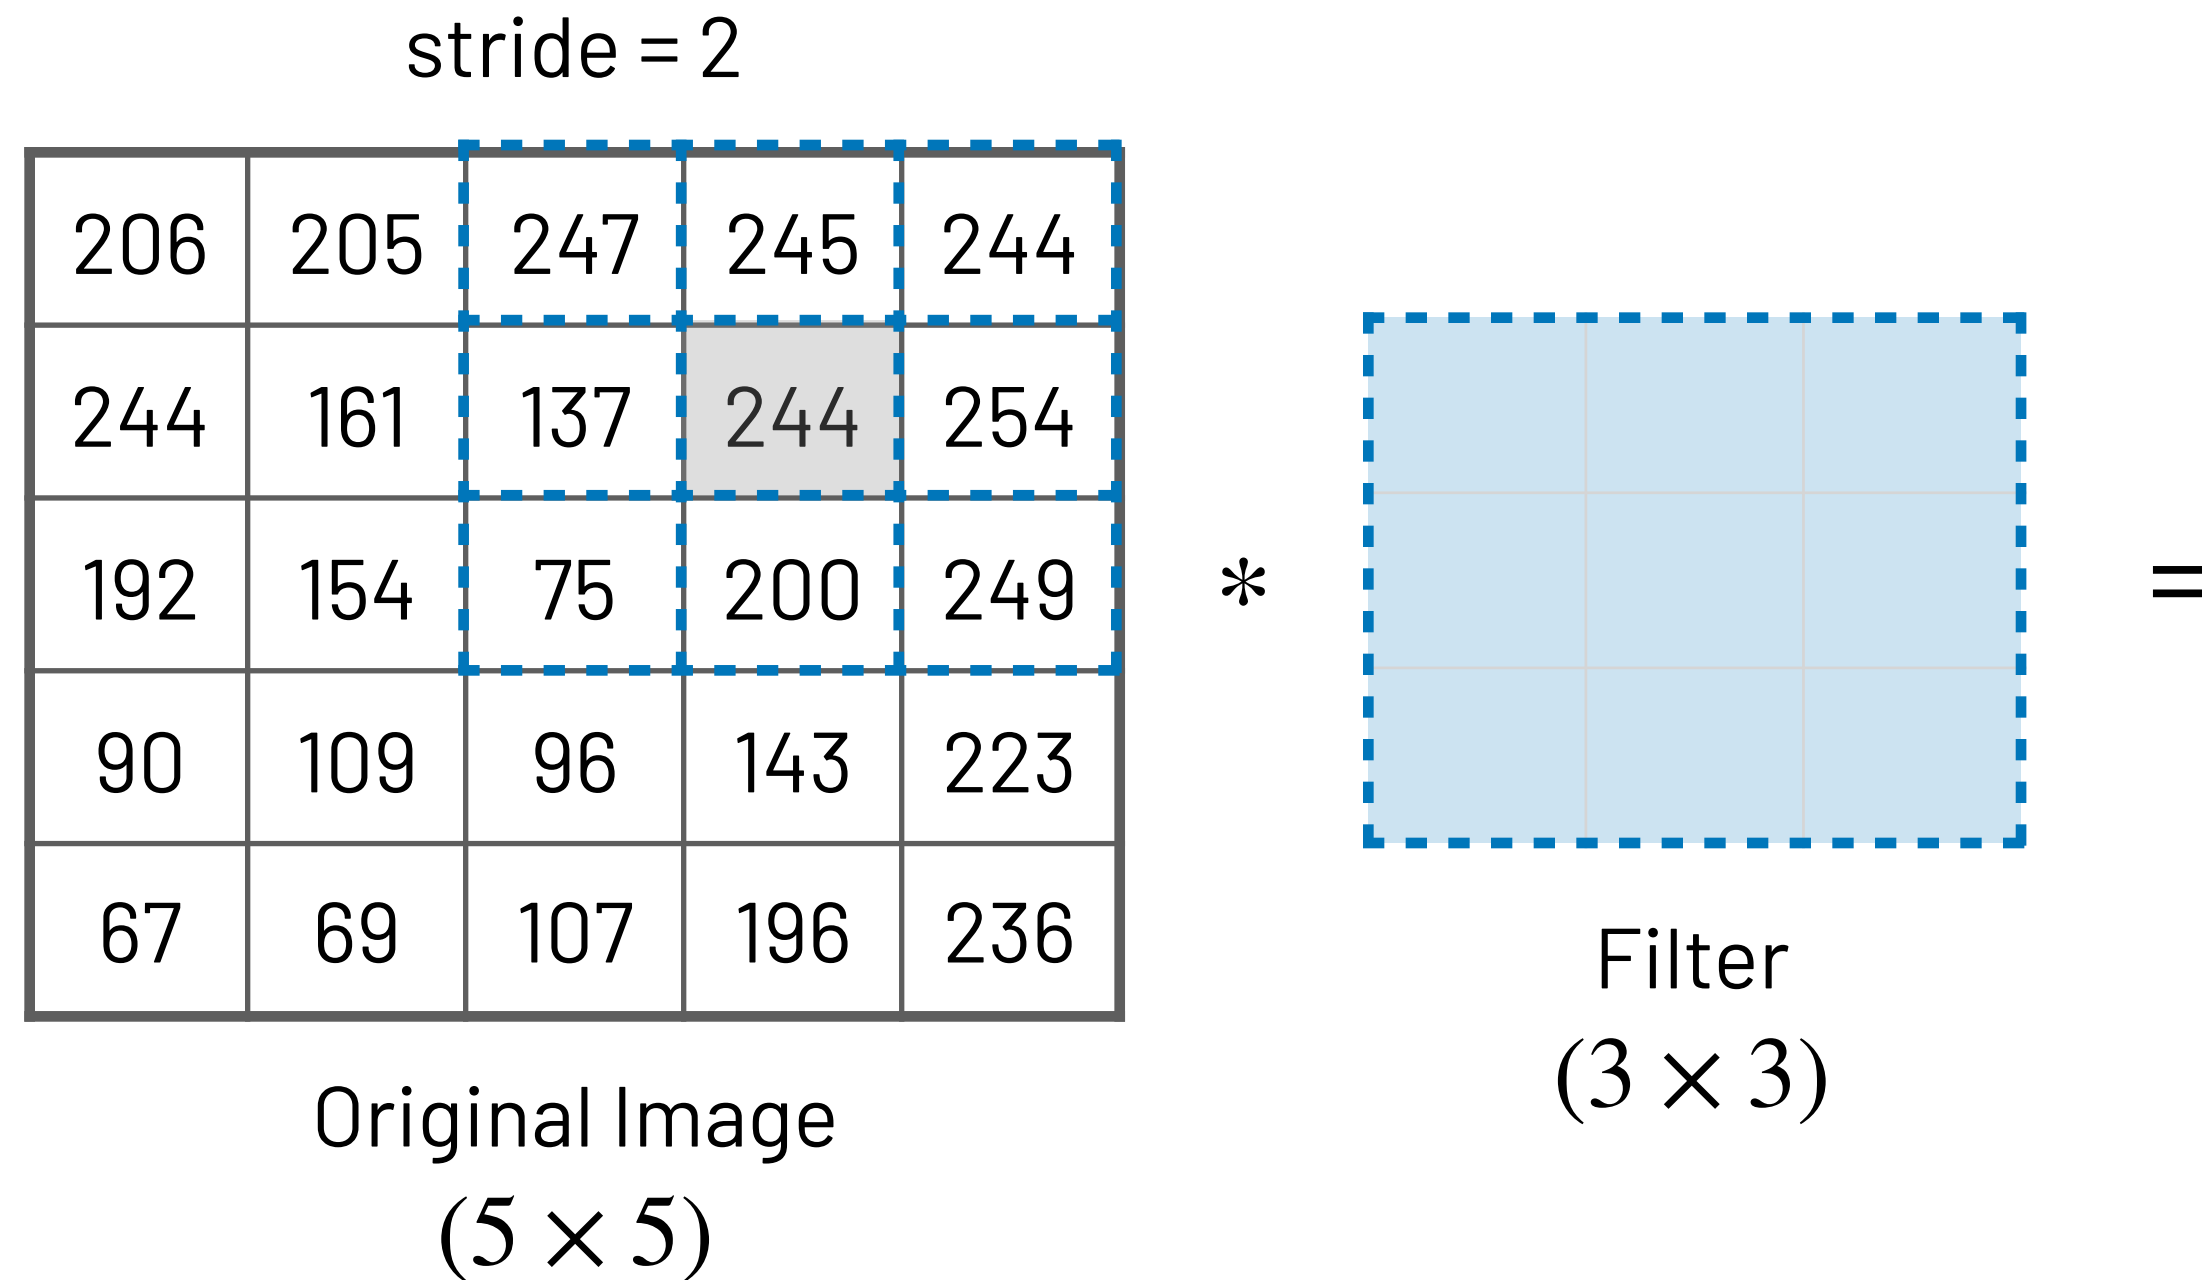 stride = 2
206 205 247 245 244
244 161 137 244 254
192 154 75 200 249
90 109 96 143 223
67 69 107 196 236
*
=
Original Image
(5 × 5)
Filter
(3 × 3)